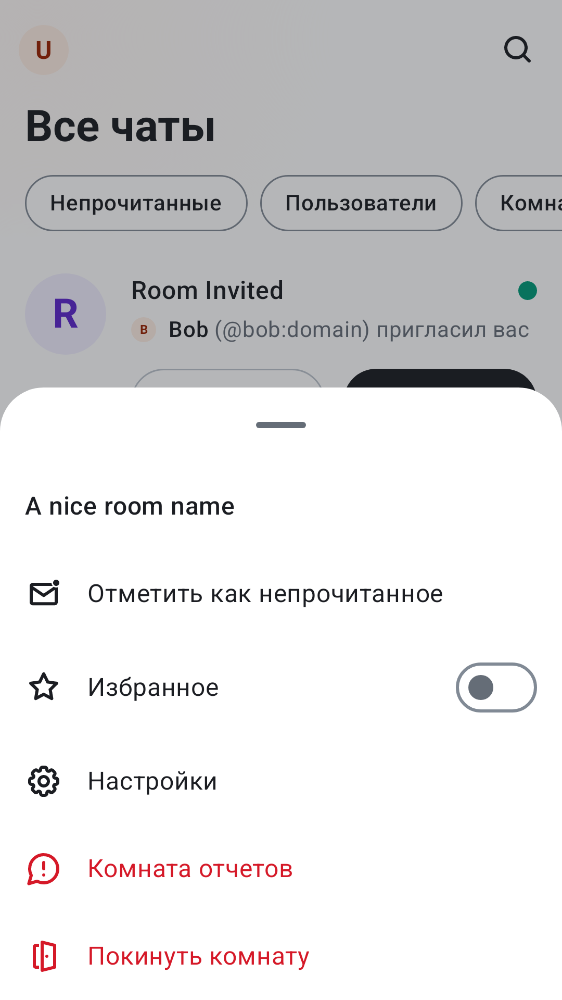 U
Все чаты
Непрочитанные
Пользователи
Комна
R
Room Invited
B Bob (@bob:domain) пригласил вас
A nice room name
Отметить как непрочитанное
Избранное
Настройки
Комната отчетов
Покинуть комнату